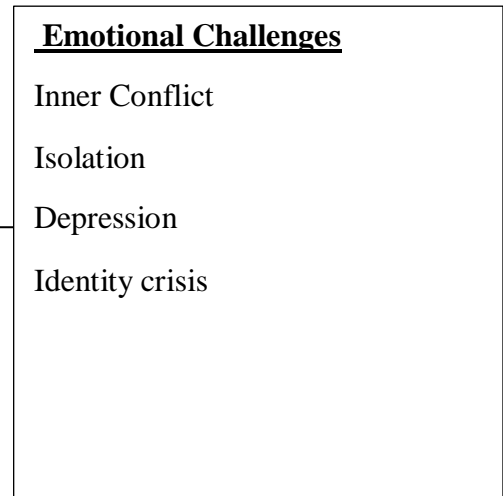 Emotional Challenges
Inner Conflict
Isolation
Depression
Identity crisis